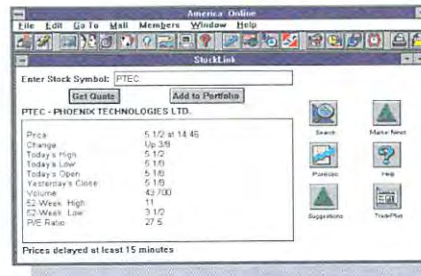 America Online
File Edit Go To Mail Members Window Help
StockLink
Enter Stock Symbol: PTEC
Get Quote Add to Portfolio
PTEC - PHOENIX TECHNOLOGIES LTD.
Price 5 1/2 at 14:46
Change Up 3/8
Today's High 5 1/2
Today's Low 5 1/8
Today's Open 5 1/8
Yesterday's Close 5 1/8
Volume 43,700
52-Week High 11
52-Week Low 3 1/2
P/E Ratio 27.5
Search Market News
Portfolio Help
Suggestions TradePlus
Prices delayed at least 15 minutes